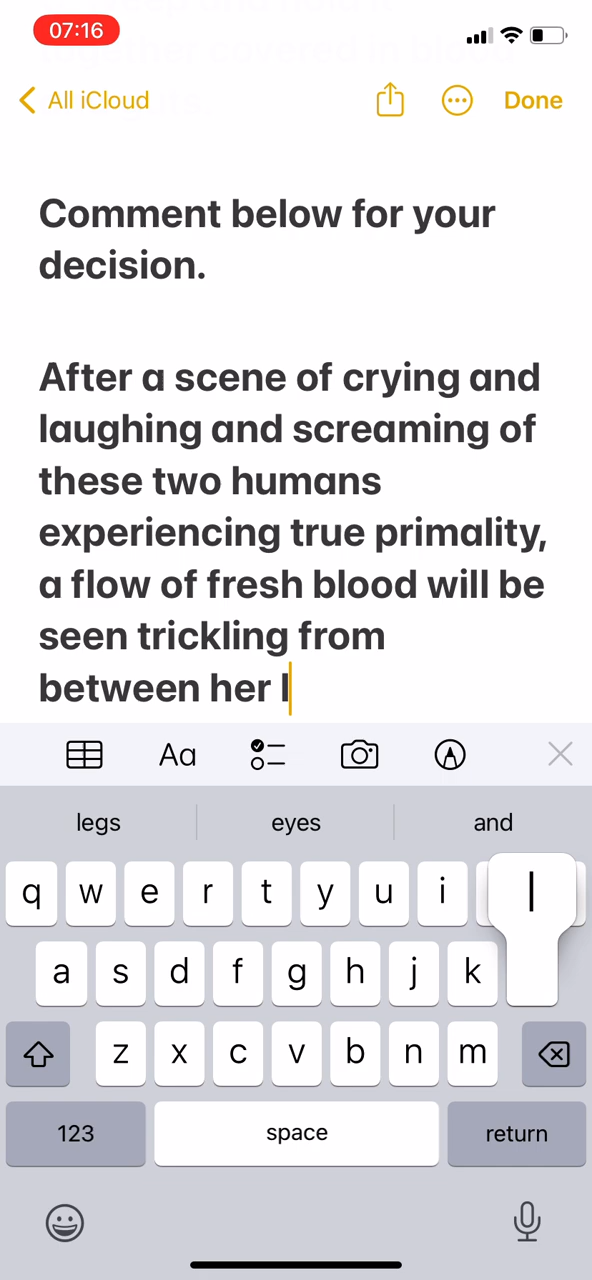 07:16
All iCloud
Done
Comment below for your
decision.
After a scene of crying and
laughing and screaming of
these two humans
experiencing true primality,
a flow of fresh blood will be
seen trickling from
between her l
Aa
legs eyes and
q w e r t y u i l
a s d f g h j k
z x c v b n m
123 space return